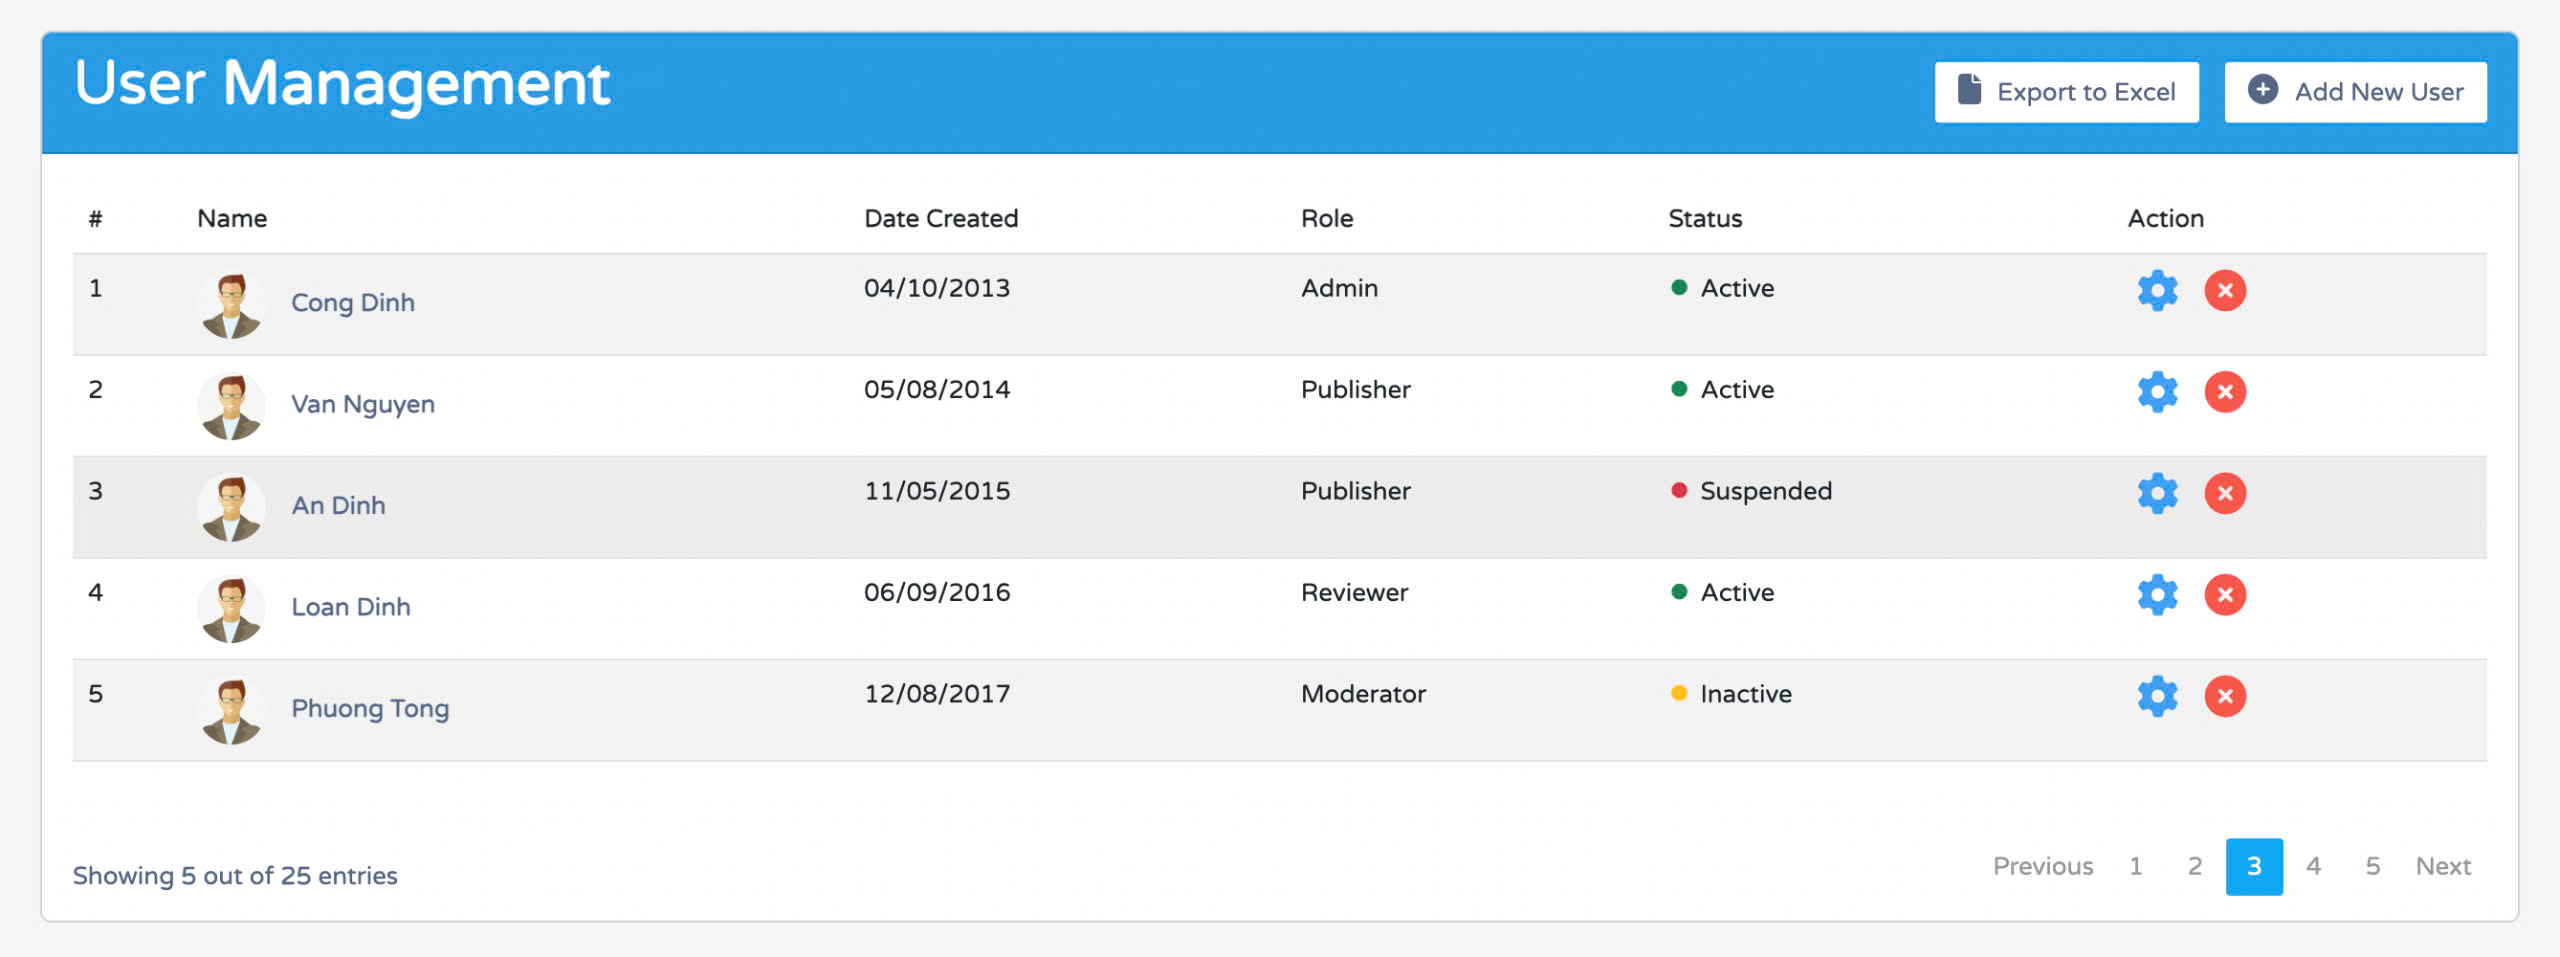 User Management
Export to Excel
Add New User
# Name Date Created Role Status Action
1 Cong Dinh 04/10/2013 Admin Active
2 Van Nguyen 05/08/2014 Publisher Active
3 An Dinh 11/05/2015 Publisher Suspended
4 Loan Dinh 06/09/2016 Reviewer Active
5 Phuong Tong 12/08/2017 Moderator Inactive
Showing 5 out of 25 entries
Previous 1 2 3 4 5 Next